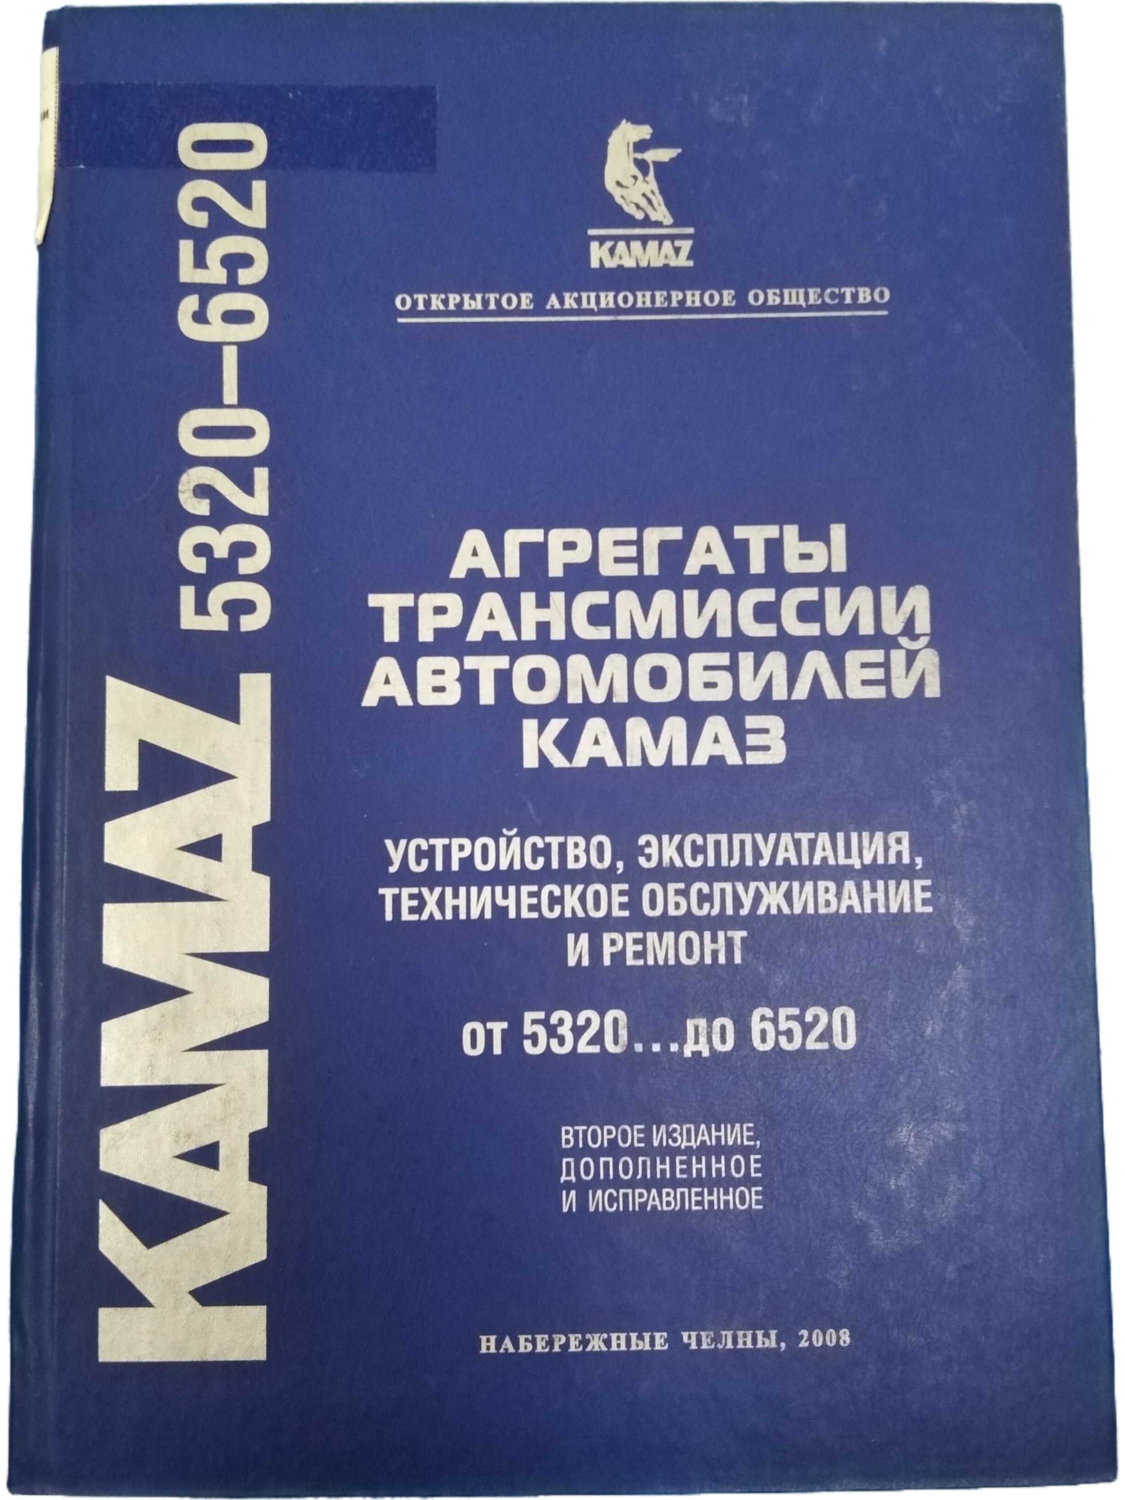 KAMAZ 5320–6520
KAMAZ
ОТКРЫТОЕ АКЦИОНЕРНОЕ ОБЩЕСТВО
АГРЕГАТЫ
ТРАНСМИССИИ
АВТОМОБИЛЕЙ
КАМАЗ
УСТРОЙСТВО, ЭКСПЛУАТАЦИЯ,
ТЕХНИЧЕСКОЕ ОБСЛУЖИВАНИЕ
И РЕМОНТ
от 5320...до 6520
ВТОРОЕ ИЗДАНИЕ,
ДОПОЛНЕННОЕ
И ИСПРАВЛЕННОЕ
НАБЕРЕЖНЫЕ ЧЕЛНЫ, 2008